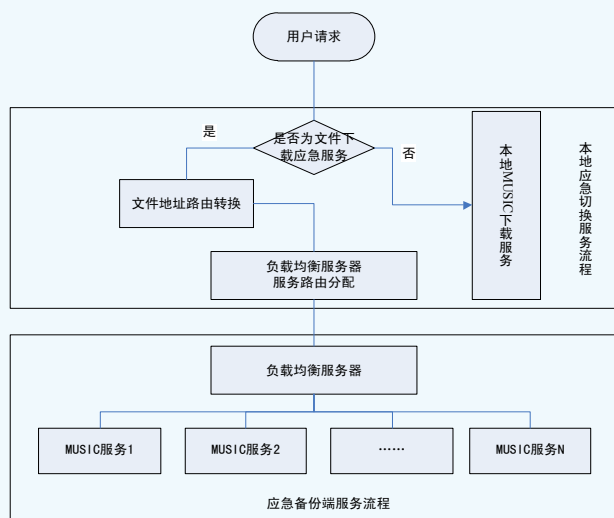 用户请求
是否为文件下
载应急服务
是
否
文件地址路由转换
负载均衡服务器
服务路由分配
本地MUSIC下载服务
本地应急切换服务流程
负载均衡服务器
MUSIC服务1
MUSIC服务2
……
MUSIC服务N
应急备份端服务流程